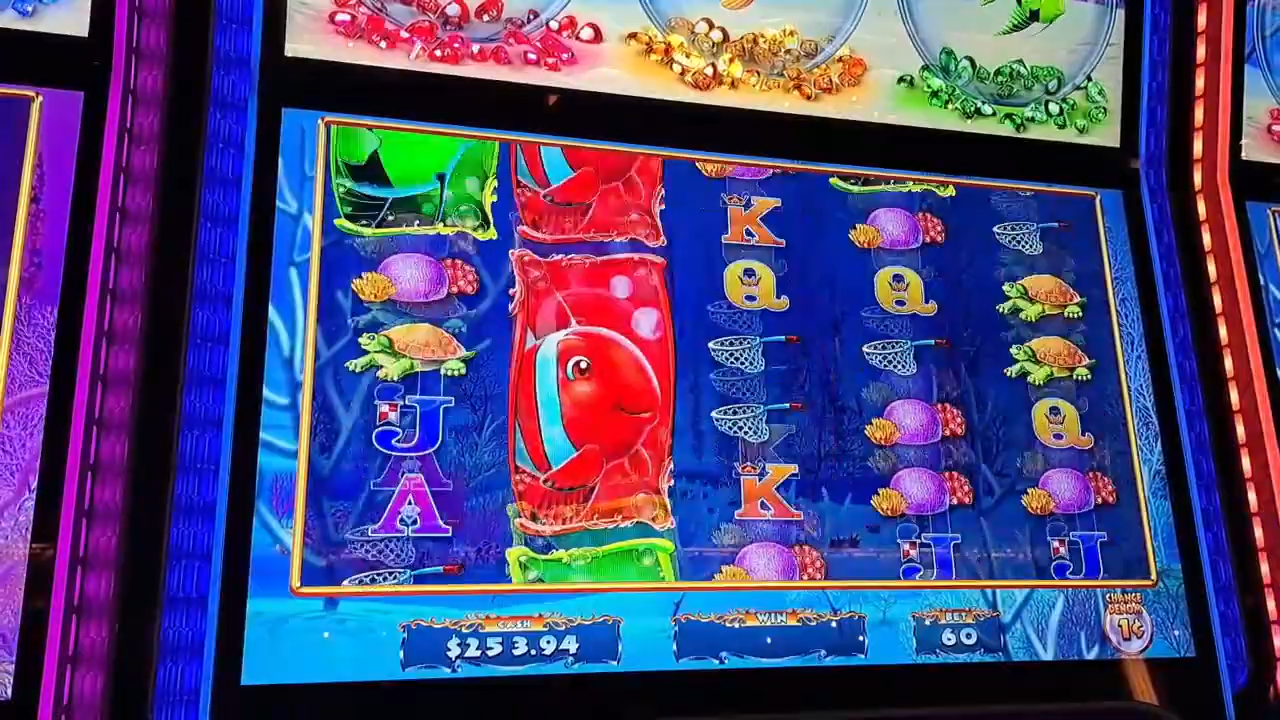 K
Q Q
J Q
A K
J J
CASH WIN BET CHANGE DENOM
$253.94 60 1¢